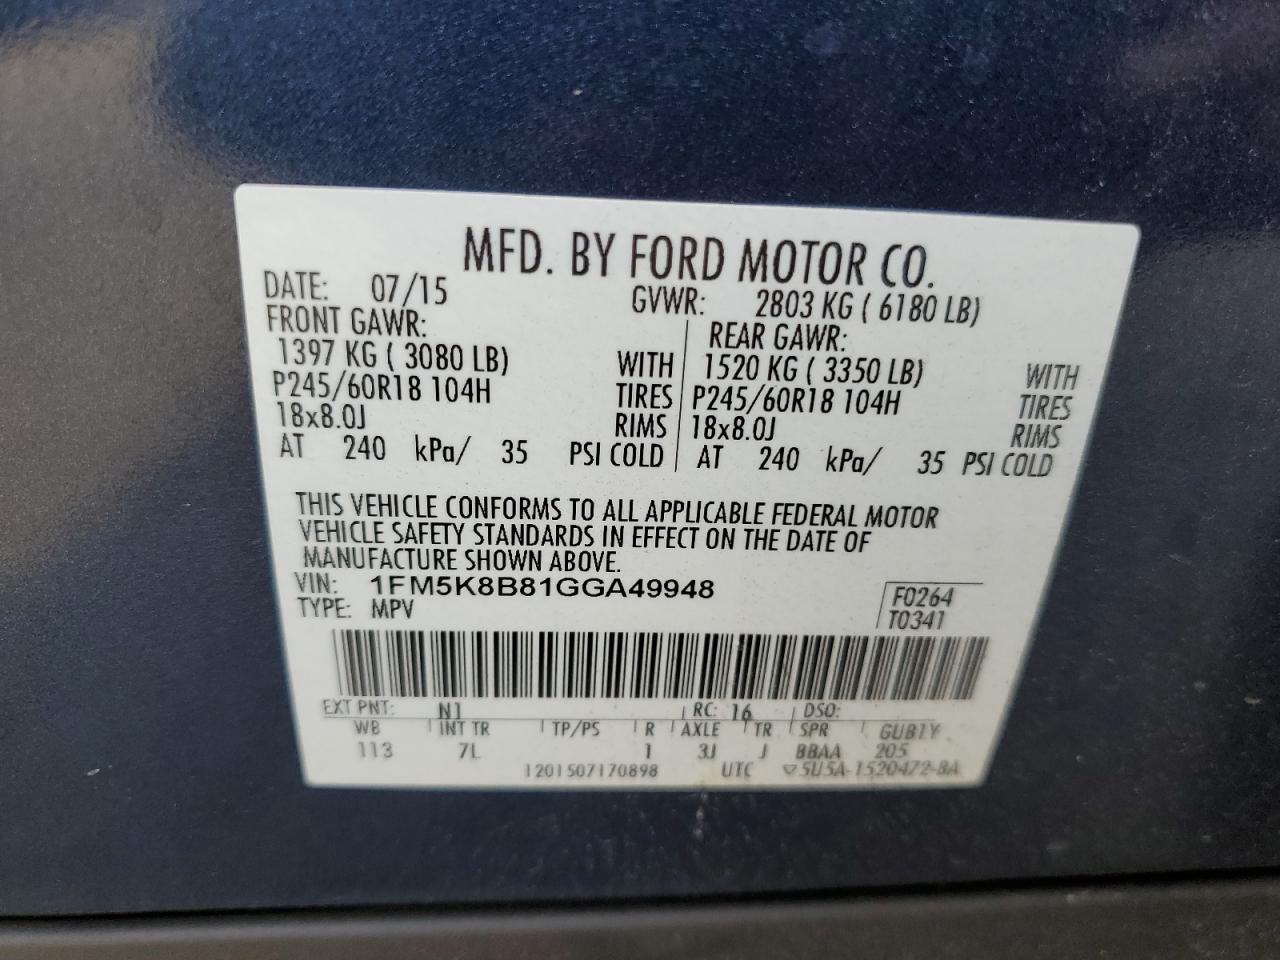 MFD. BY FORD MOTOR CO.
DATE: 07/15 GVWR: 2803 KG ( 6180 LB)
FRONT GAWR: REAR GAWR:
1397 KG ( 3080 LB) WITH 1520 KG ( 3350 LB) WITH
P245/60R18 104H TIRES P245/60R18 104H TIRES
18x8.0J RIMS 18x8.0J RIMS
AT 240 kPa/ 35 PSI COLD AT 240 kPa/ 35 PSI COLD
THIS VEHICLE CONFORMS TO ALL APPLICABLE FEDERAL MOTOR
VEHICLE SAFETY STANDARDS IN EFFECT ON THE DATE OF
MANUFACTURE SHOWN ABOVE.
VIN: 1FM5K8B81GGA49948 F0264
TYPE: MPV T0341
EXT PNT: N1 RC: 16 DSO:
WB INT TR TP/PS R AXLE TR SPR GUB1Y
113 7L 1 3J J BBAA 205
1201507170898 UTC ▽5U5A-1520472-BA